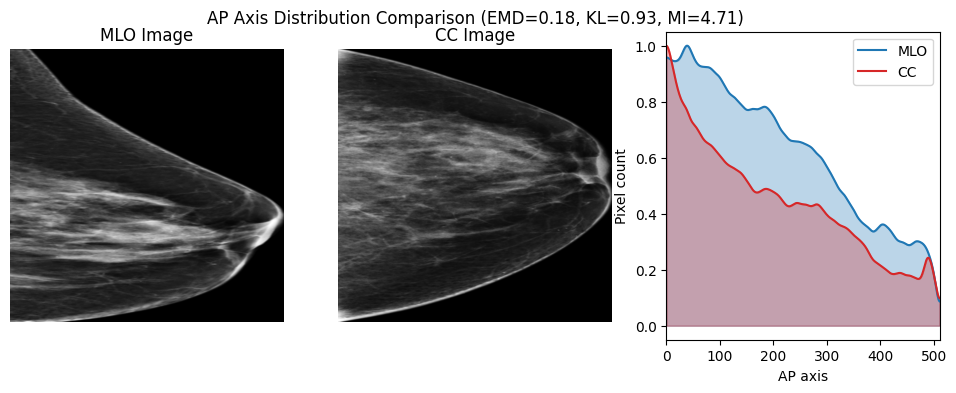 AP Axis Distribution Comparison (EMD=0.18, KL=0.93, MI=4.71)
MLO Image
CC Image
MLO
CC
Pixel count
1.0
0.8
0.6
0.4
0.2
0.0
0 100 200 300 400 500
AP axis